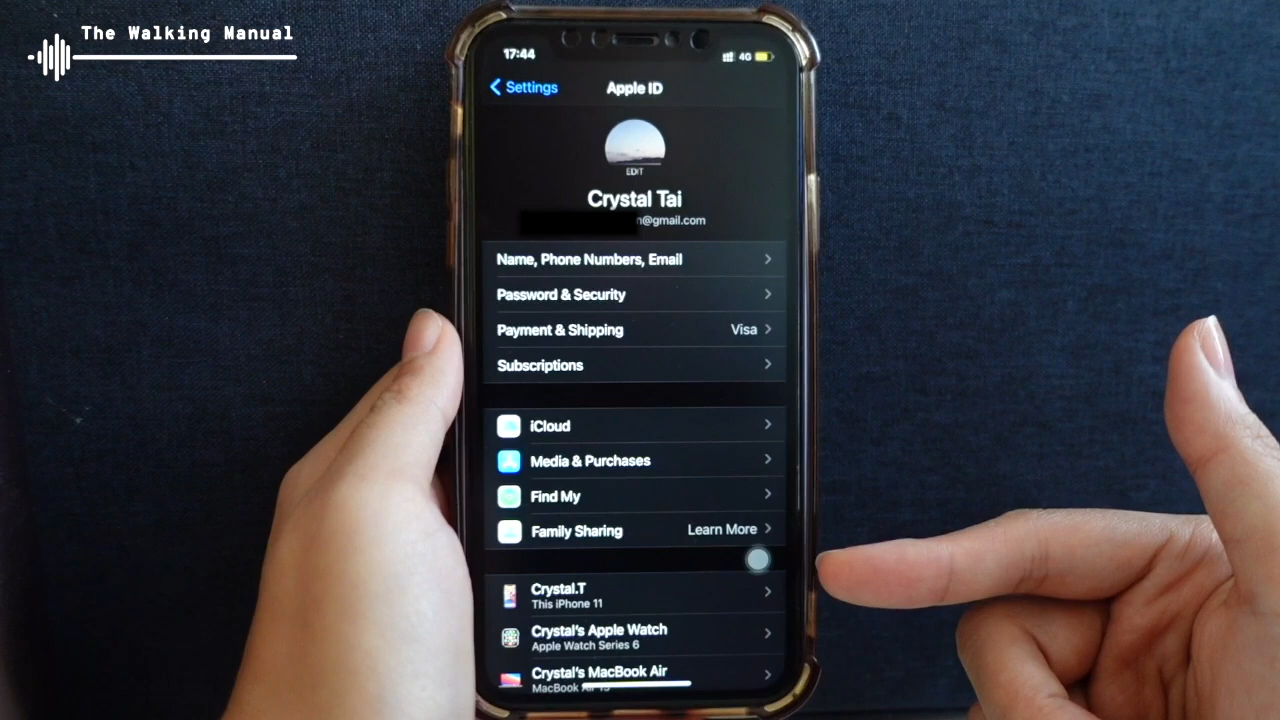 The Walking Manual
17:44
4G
Settings
Apple ID
EDIT
Crystal Tai
n@gmail.com
Name, Phone Numbers, Email
Password & Security
Payment & Shipping Visa
Subscriptions
iCloud
Media & Purchases
Find My
Family Sharing Learn More
Crystal.T
This iPhone 11
Crystal's Apple Watch
Apple Watch Series 6
Crystal's MacBook Air
MacBook Air 13"